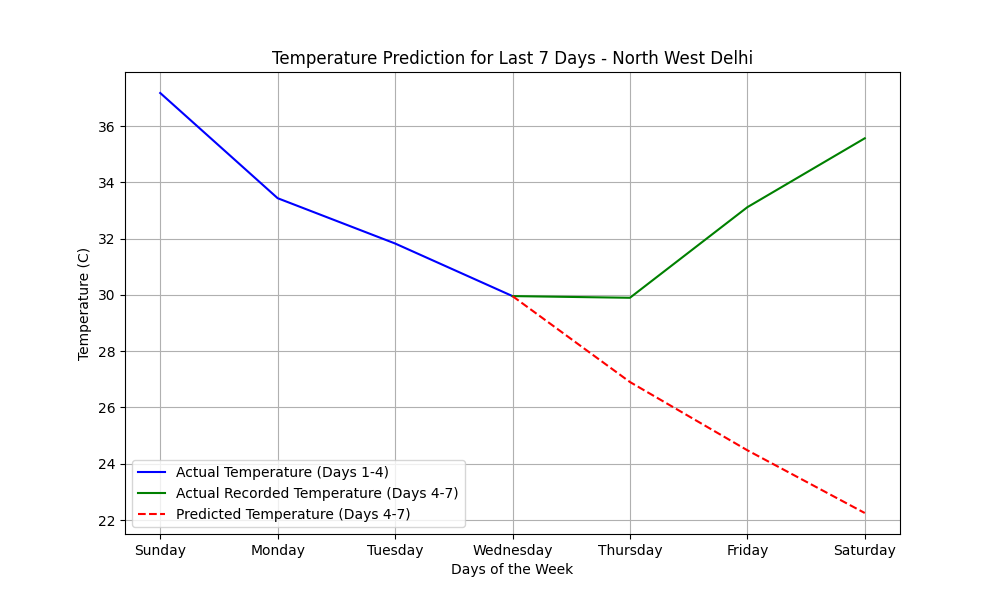 Temperature Prediction for Last 7 Days - North West Delhi
Temperature (C)
36
34
32
30
28
26
24
22
Actual Temperature (Days 1-4)
Actual Recorded Temperature (Days 4-7)
Predicted Temperature (Days 4-7)
Sunday Monday Tuesday Wednesday Thursday Friday Saturday
Days of the Week